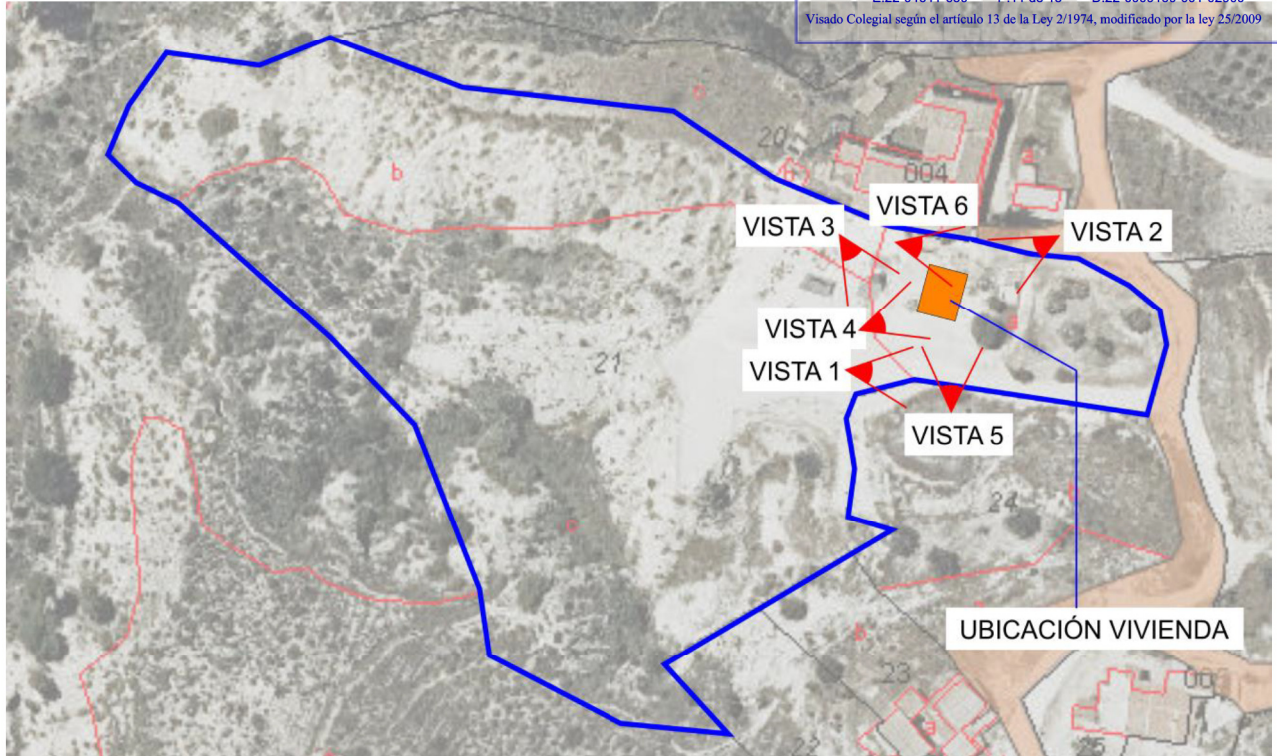 Visado Colegial según el artículo 13 de la Ley 2/1974, modificado por la ley 25/2009
b
20
b
004
a
VISTA 6
VISTA 3
VISTA 2
VISTA 4
a
21
VISTA 1
VISTA 5
24
b
c
UBICACIÓN VIVIENDA
b
23
005
a
22